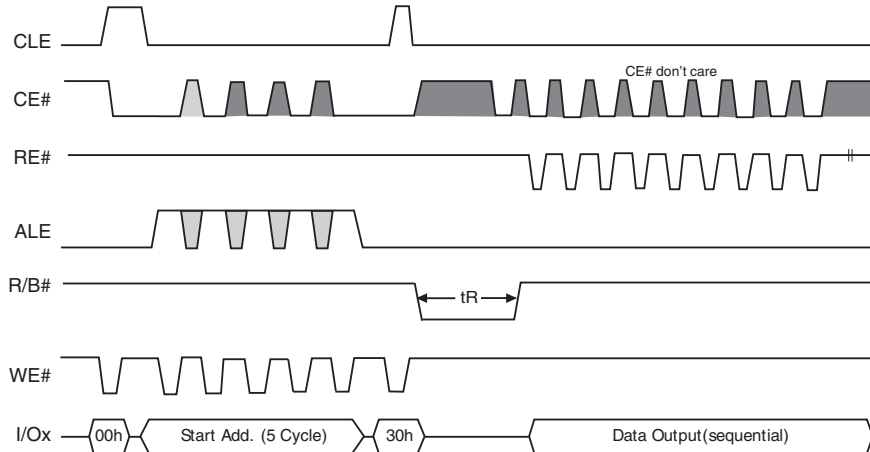 CLE
CE# don't care
CE#
RE#
ALE
R/B#
tR
WE#
I/Ox 00h Start Add. (5 Cycle) 30h Data Output(sequential)